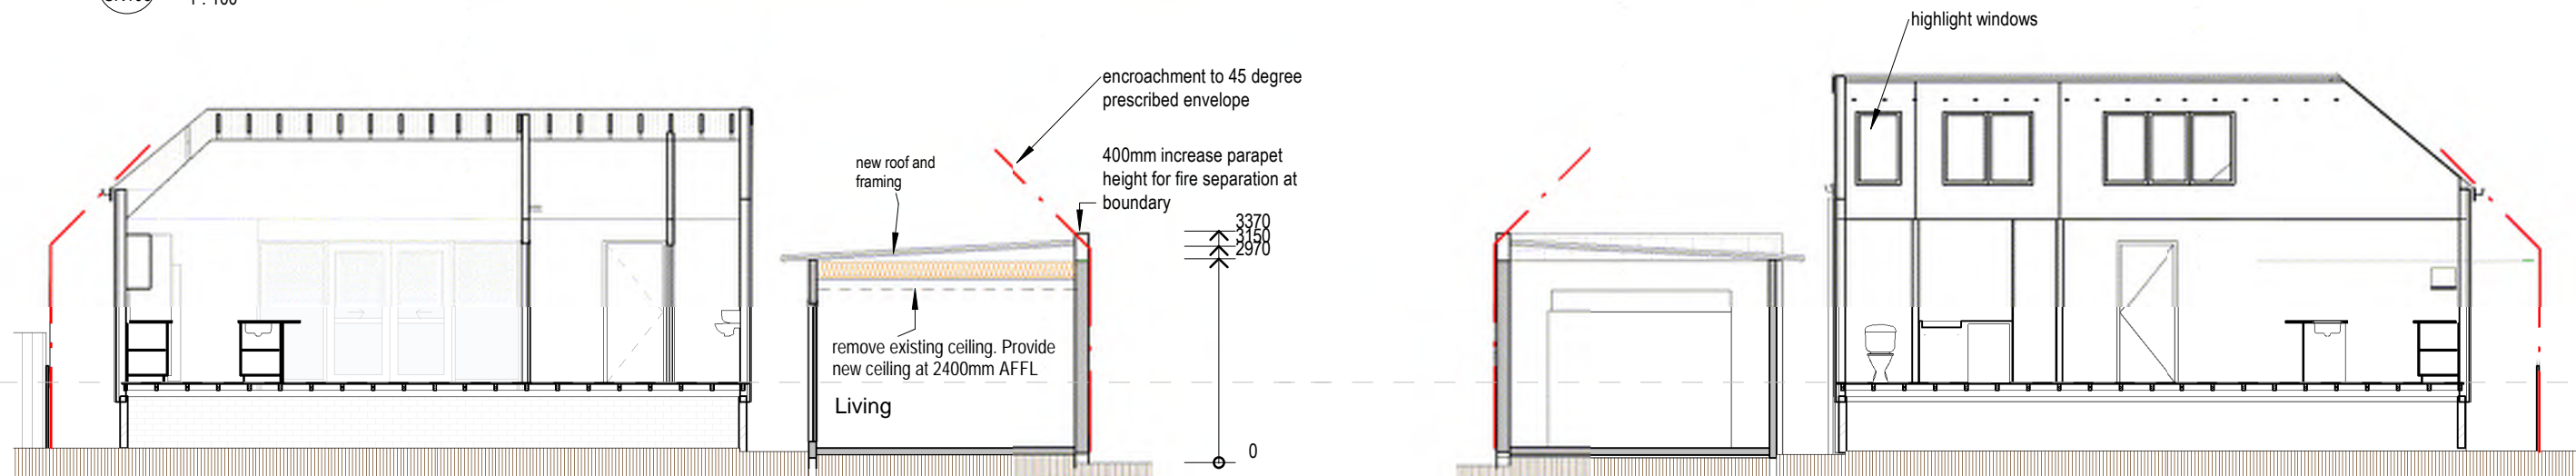 1 : 100
highlight windows
encroachment to 45 degree
prescribed envelope
400mm increase parapet
height for fire separation at
boundary
new roof and
framing
3370
3150
2970
remove existing ceiling. Provide
new ceiling at 2400mm AFFL
Living
0